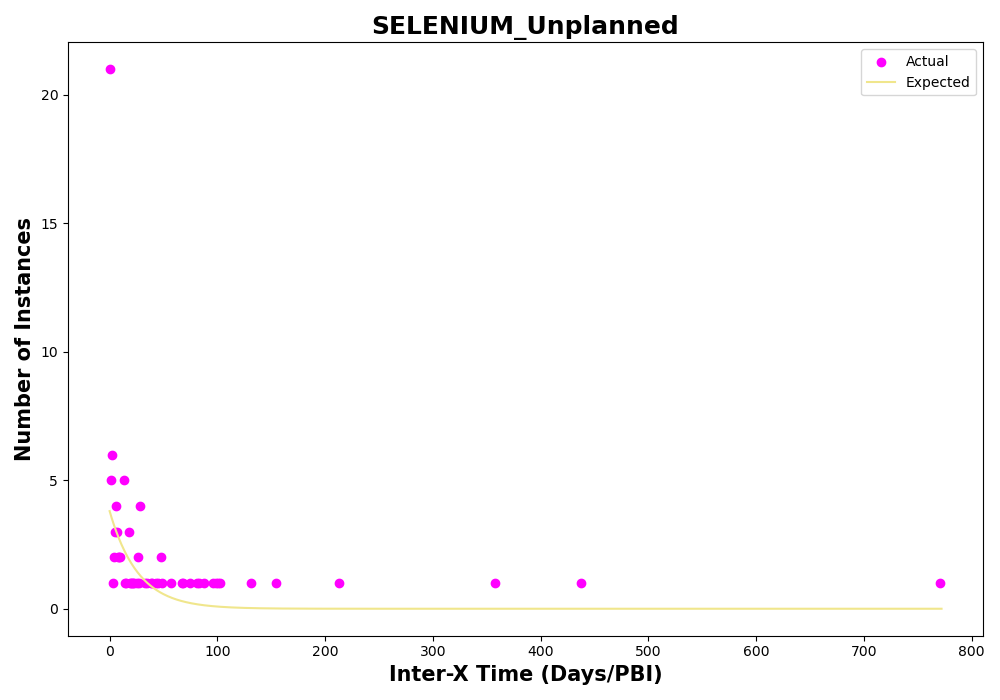 SELENIUM_Unplanned
Actual
Expected
Number of Instances
20
15
10
5
0
0 100 200 300 400 500 600 700 800
Inter-X Time (Days/PBI)